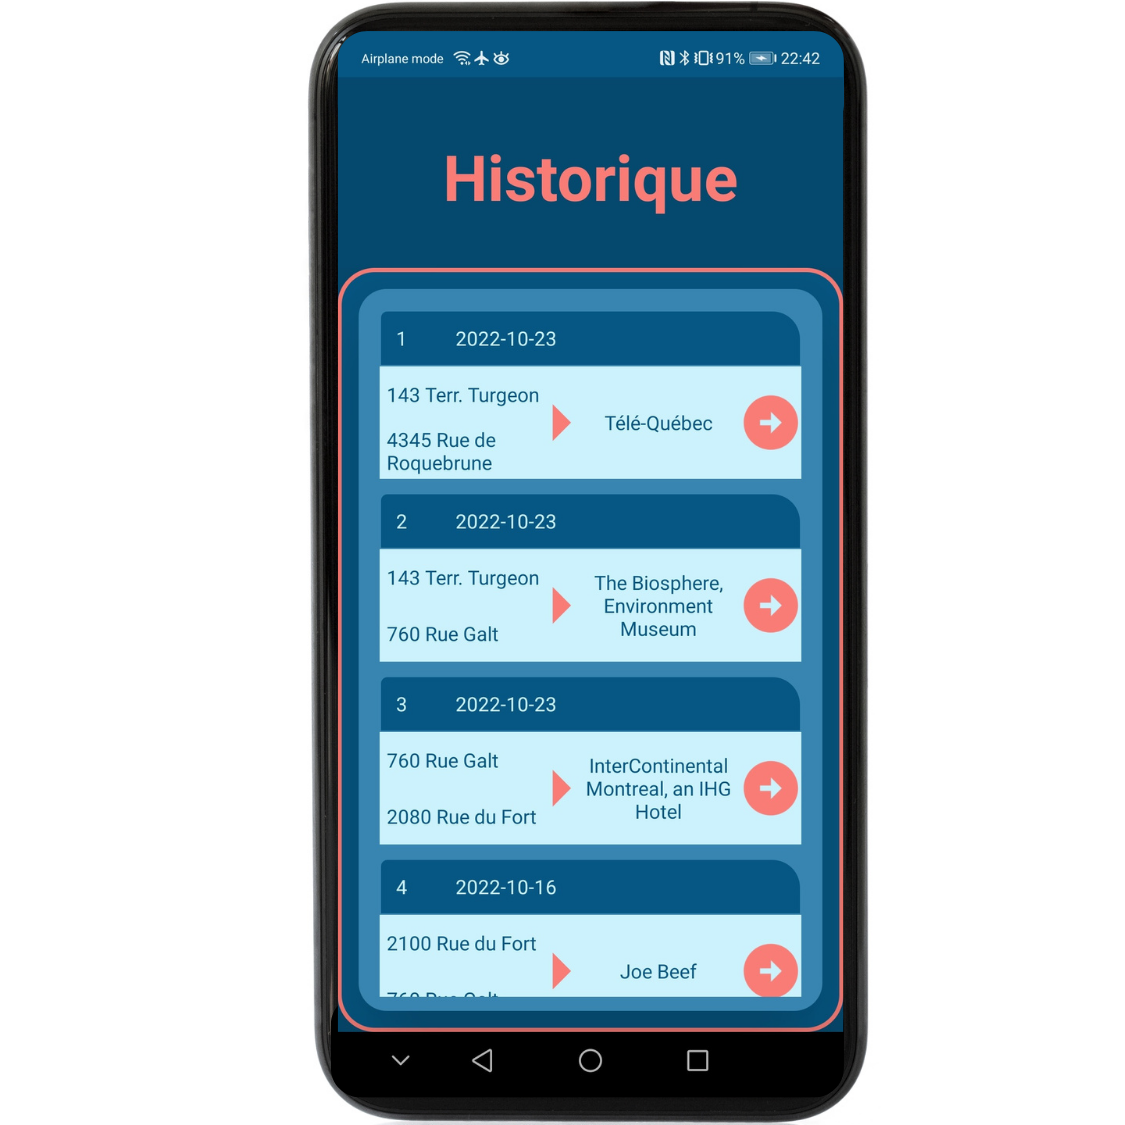 Airplane mode 91% 22:42
Historique
1 2022-10-23
143 Terr. Turgeon
4345 Rue de
Roquebrune
Télé-Québec
2 2022-10-23
143 Terr. Turgeon
760 Rue Galt
The Biosphere,
Environment
Museum
3 2022-10-23
760 Rue Galt
2080 Rue du Fort
InterContinental
Montreal, an IHG
Hotel
4 2022-10-16
2100 Rue du Fort
Joe Beef